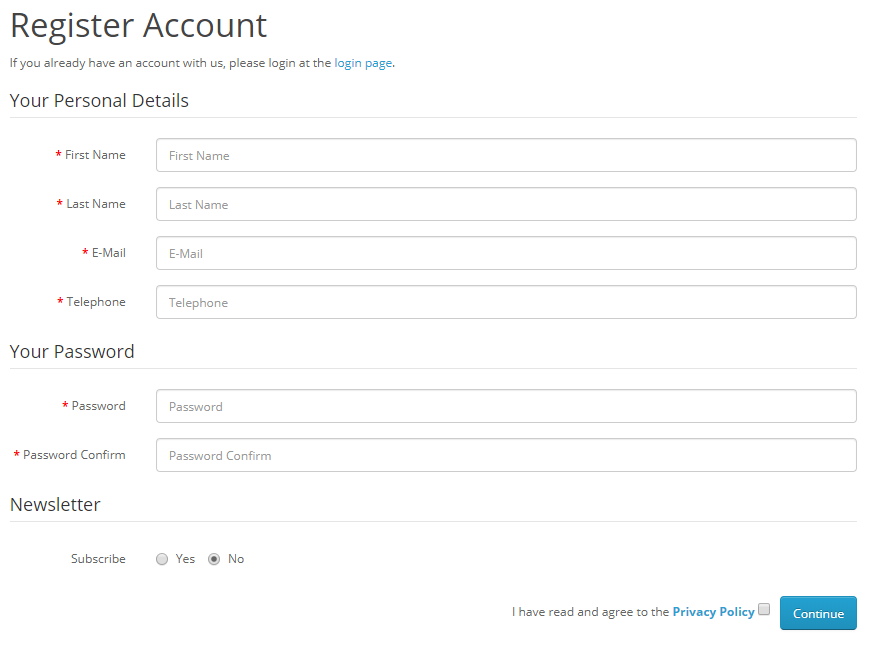 Register Account
If you already have an account with us, please login at the login page.
Your Personal Details
* First Name First Name
* Last Name Last Name
* E-Mail E-Mail
* Telephone Telephone
Your Password
* Password Password
* Password Confirm Password Confirm
Newsletter
Subscribe Yes No
I have read and agree to the Privacy Policy Continue